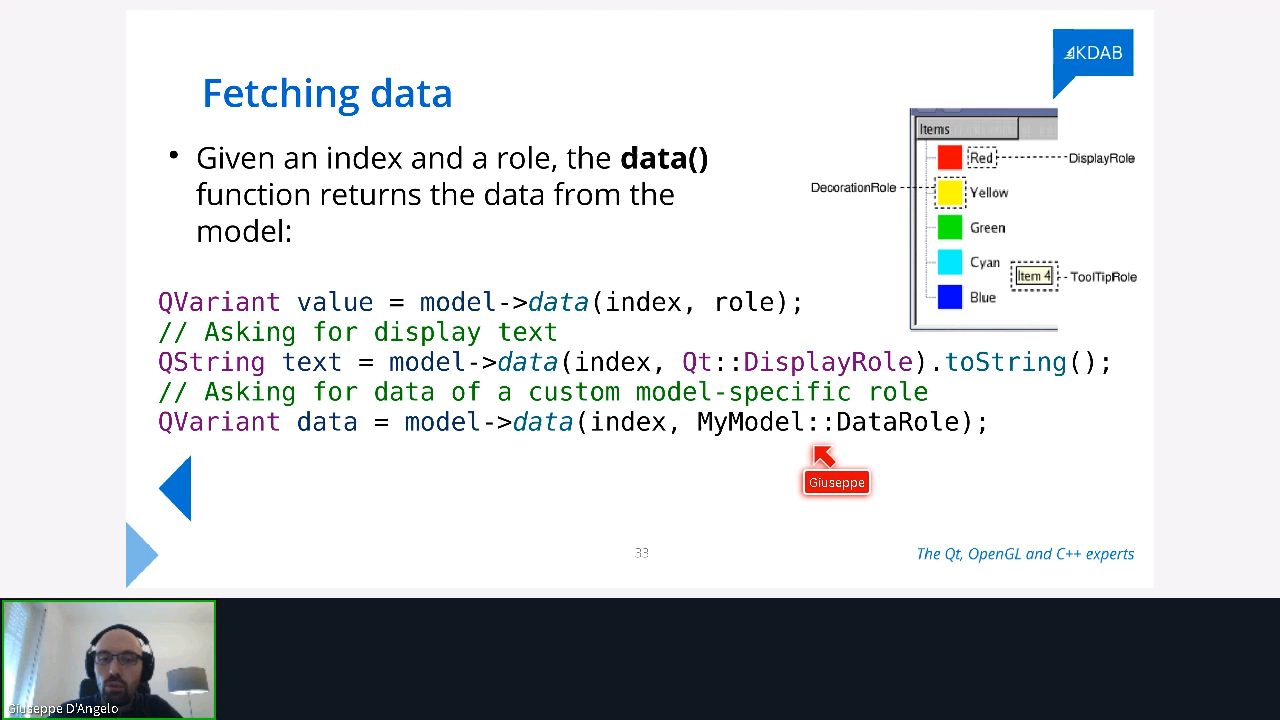 KDAB
Fetching data
• Given an index and a role, the data()
function returns the data from the
model:
Items
Red
DisplayRole
DecorationRole
Yellow
Green
Cyan
Item 4
ToolTipRole
Blue
QVariant value = model->data(index, role);
// Asking for display text
QString text = model->data(index, Qt::DisplayRole).toString();
// Asking for data of a custom model-specific role
QVariant data = model->data(index, MyModel::DataRole);
Giuseppe
33
The Qt, OpenGL and C++ experts
Giuseppe D'Angelo